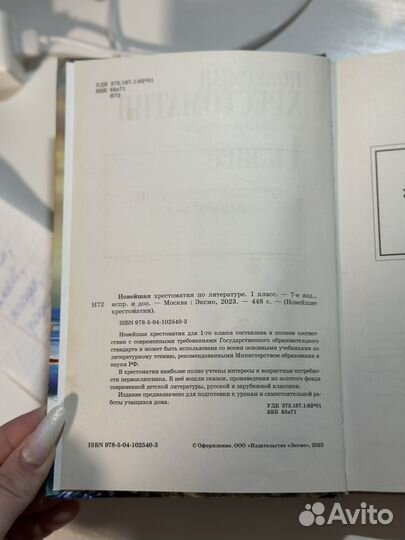 УДК 373.167.1:82*01
ББК 83я71
Н72
Новейшая хрестоматия по литературе. 1 класс. — 7-е изд.,
Н72 испр. и доп. — Москва : Эксмо, 2023. — 448 с. — (Новейшие
хрестоматии).
ISBN 978-5-04-102540-3
Новейшая хрестоматия для 1-го класса составлена в полном соответ-
ствии с современными требованиями Государственного образовательного
стандарта и может быть использована со всеми основными учебниками по
литературному чтению, рекомендованными Министерством образования и
науки РФ.
В хрестоматии наиболее полно учтены интересы и возрастные потребно-
сти первоклассника. В неё вошли сказки, произведения из золотого фонда
современной детской литературы, русской и зарубежной классики.
Издание предназначено для подготовки к урокам и самостоятельной ра-
боты учащихся дома.
УДК 373.167.1:82*01
ББК 83я71
ISBN 978-5-04-102540-3
© Оформление. ООО «Издательство «Эксмо», 2023
Avito